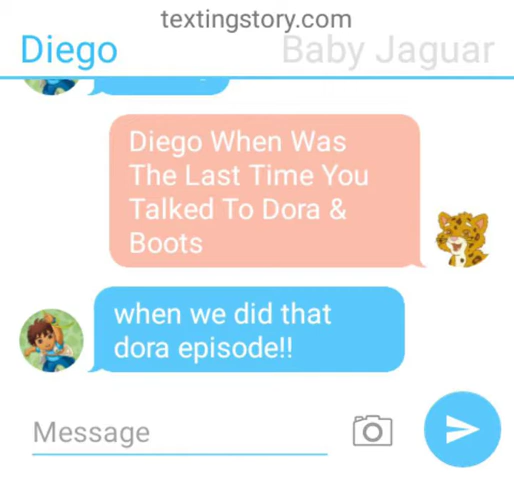 textingstory.com
Diego
Baby Jaguar
Diego When Was
The Last Time You
Talked To Dora &
Boots
when we did that
dora episode!!
Message